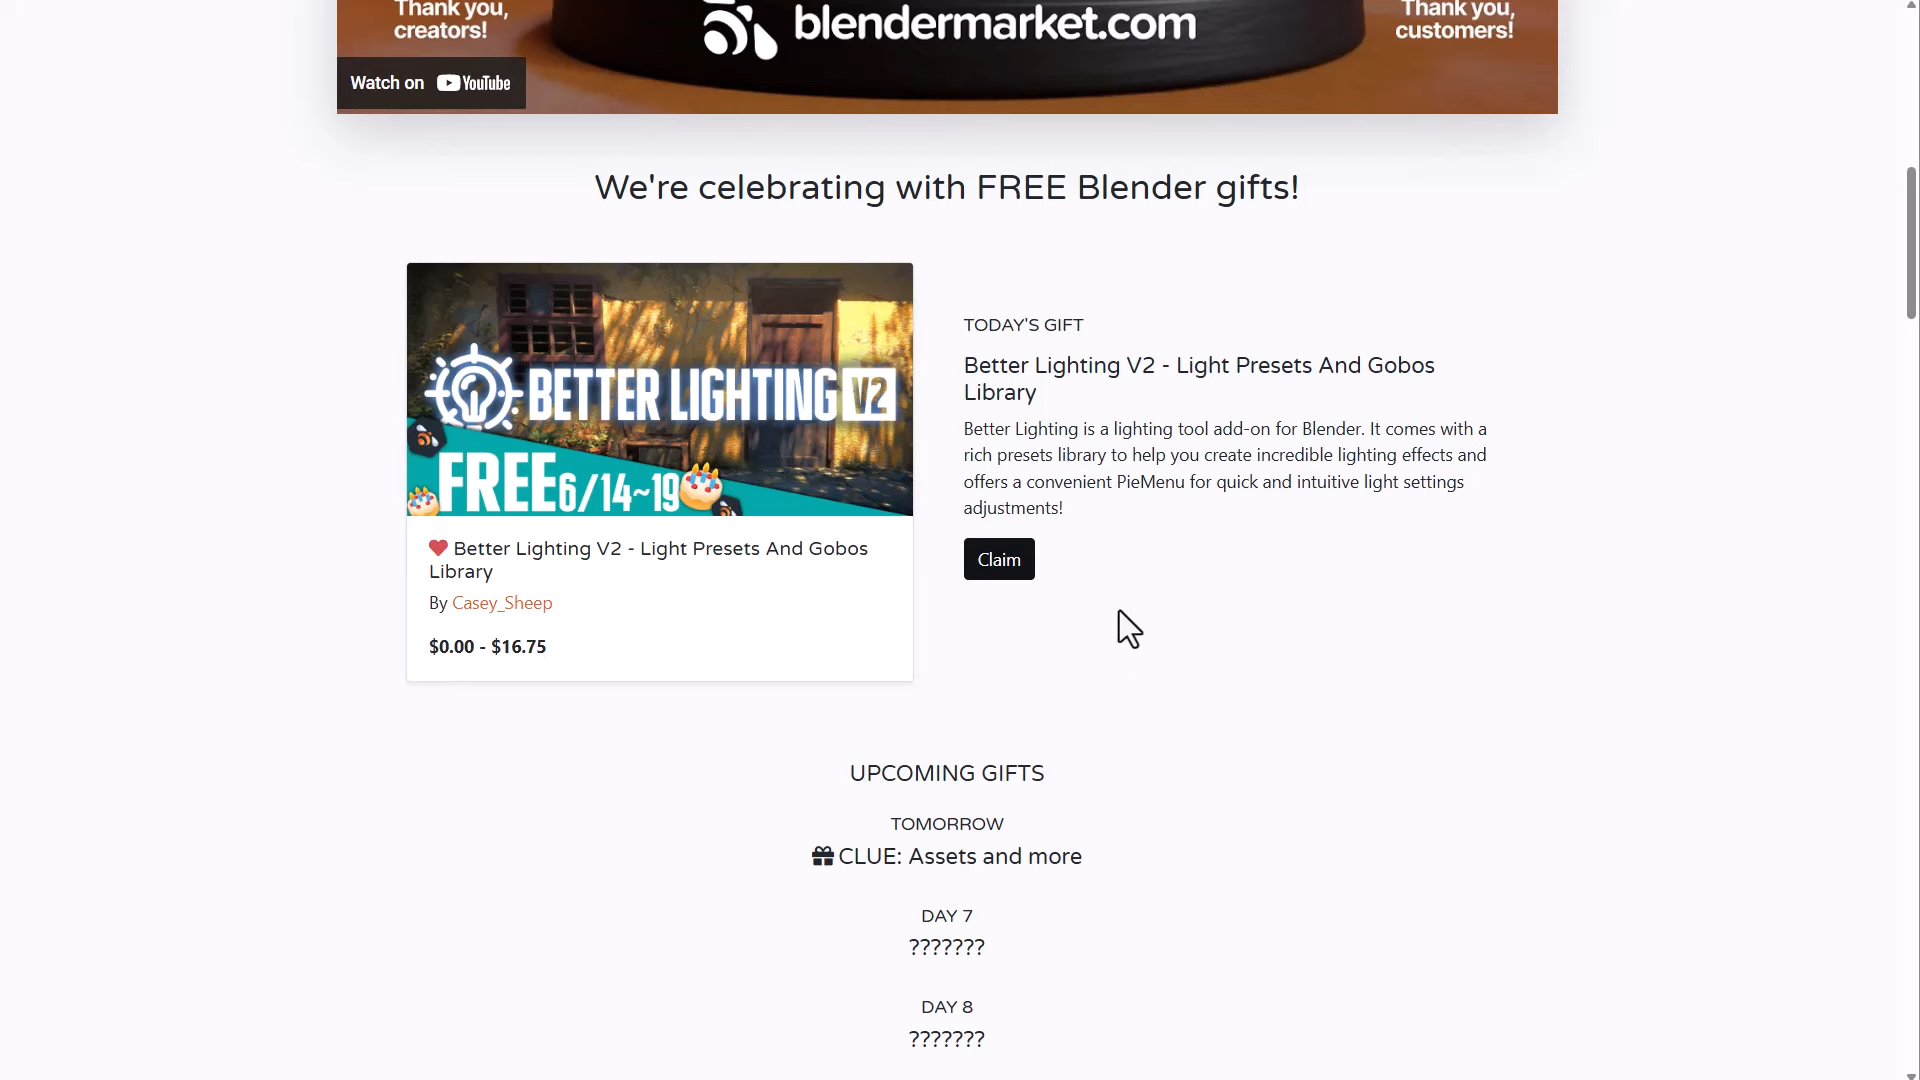 Thank you,
creators!
blendermarket.com
Thank you,
customers!
Watch on YouTube
We're celebrating with FREE Blender gifts!
BETTER LIGHTING V2
FREE 6/14~19
Better Lighting V2 - Light Presets And Gobos
Library
By Casey_Sheep
$0.00 - $16.75
TODAY'S GIFT
Better Lighting V2 - Light Presets And Gobos
Library
Better Lighting is a lighting tool add-on for Blender. It comes with a
rich presets library to help you create incredible lighting effects and
offers a convenient PieMenu for quick and intuitive light settings
adjustments!
Claim
UPCOMING GIFTS
TOMORROW
CLUE: Assets and more
DAY 7
???????
DAY 8
???????